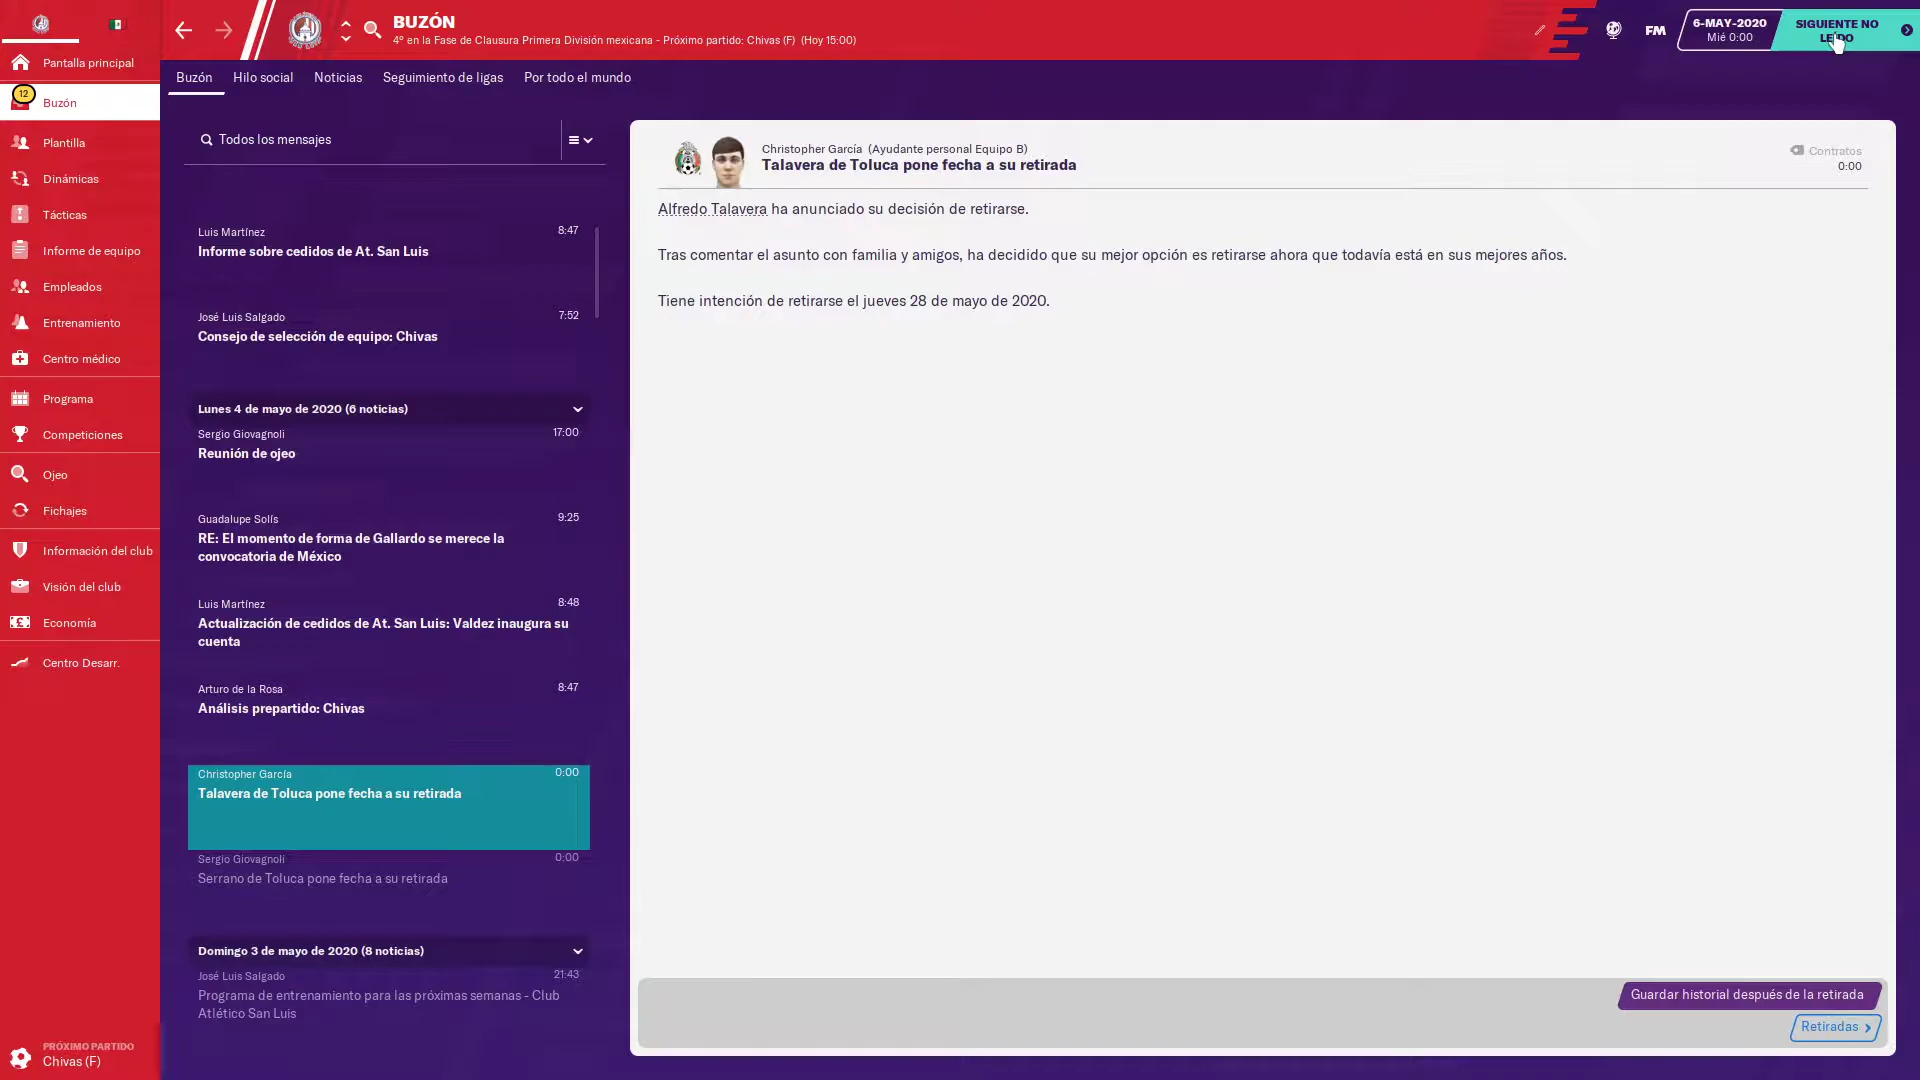 BUZÓN
4º en la Fase de Clausura Primera División mexicana - Próximo partido: Chivas (F) (Hoy 15:00)
FM
6-MAY-2020
Mié 0:00
SIGUIENTE NO
LEÍDO
Pantalla principal
12
Buzón
Plantilla
Dinámicas
Tácticas
Informe de equipo
Empleados
Entrenamiento
Centro médico
Programa
Competiciones
Ojeo
Fichajes
Información del club
Visión del club
Economía
Centro Desarr.
PRÓXIMO PARTIDO
Chivas (F)
Buzón
Hilo social
Noticias
Seguimiento de ligas
Por todo el mundo
Todos los mensajes
Luis Martínez 8:47
Informe sobre cedidos de At. San Luis
José Luis Salgado 7:52
Consejo de selección de equipo: Chivas
Lunes 4 de mayo de 2020 (6 noticias)
Sergio Giovagnoli 17:00
Reunión de ojeo
Guadalupe Solís 9:25
RE: El momento de forma de Gallardo se merece la
convocatoria de México
Luis Martínez 8:48
Actualización de cedidos de At. San Luis: Valdez inaugura su
cuenta
Arturo de la Rosa 8:47
Análisis prepartido: Chivas
Christopher García 0:00
Talavera de Toluca pone fecha a su retirada
Sergio Giovagnoli 0:00
Serrano de Toluca pone fecha a su retirada
Domingo 3 de mayo de 2020 (8 noticias)
José Luis Salgado 21:43
Programa de entrenamiento para las próximas semanas - Club
Atlético San Luis
Christopher García (Ayudante personal Equipo B)
Talavera de Toluca pone fecha a su retirada
Contratos
0:00
Alfredo Talavera ha anunciado su decisión de retirarse.
Tras comentar el asunto con familia y amigos, ha decidido que su mejor opción es retirarse ahora que todavía está en sus mejores años.
Tiene intención de retirarse el jueves 28 de mayo de 2020.
Guardar historial después de la retirada
Retiradas